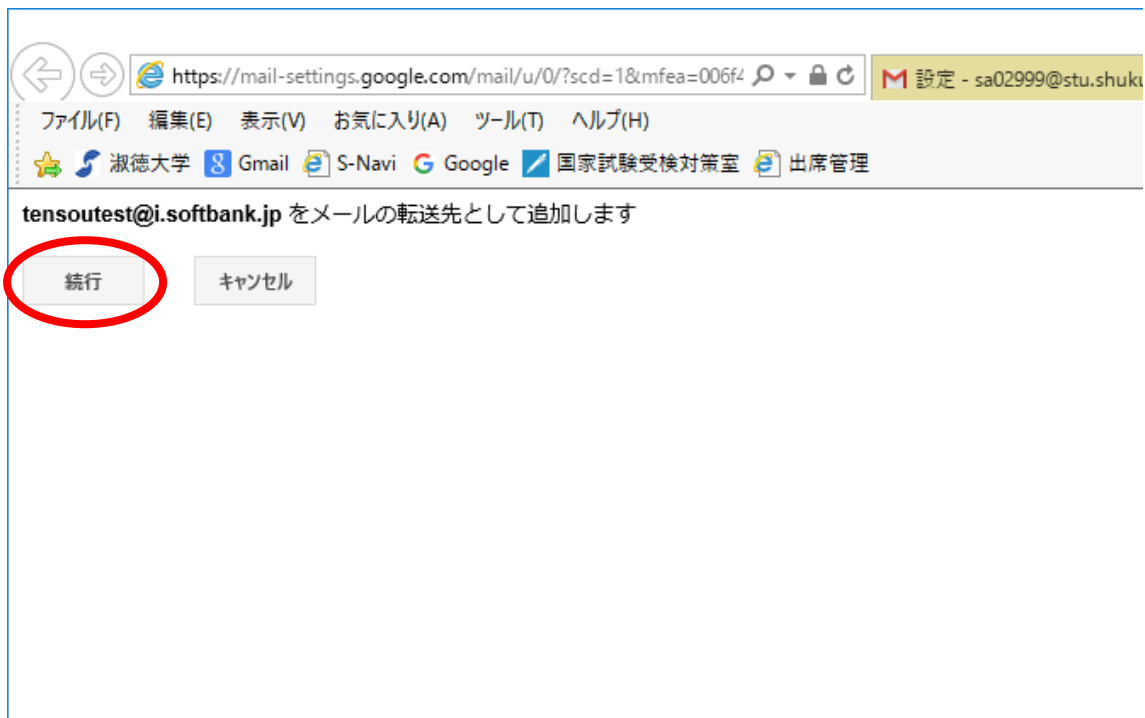 https://mail-settings.google.com/mail/u/0/?scd=1&mfea=006f4
設定 - sa02999@stu.shuku
ファイル(F) 編集(E) 表示(V) お気に入り(A) ツール(T) ヘルプ(H)
淑徳大学 Gmail S-Navi Google 国家試験受検対策室 出席管理
tensoutest@i.softbank.jp をメールの転送先として追加します
続行 キャンセル